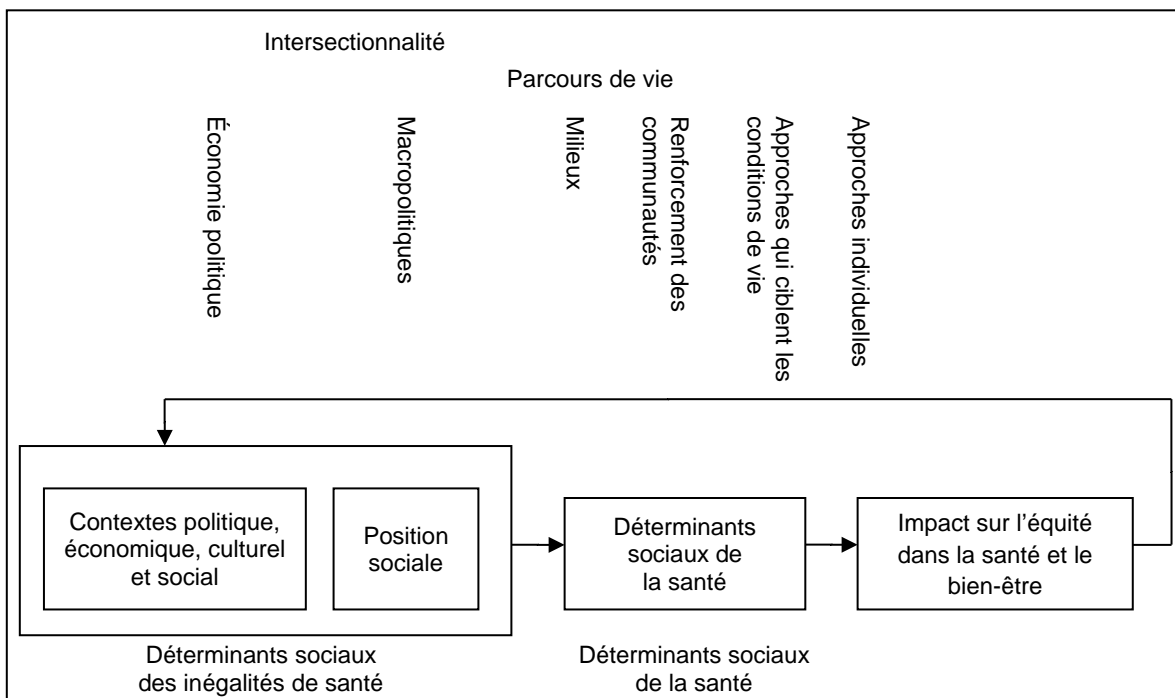 Intersectionnalité
Parcours de vie
Économie politique
Macropolitiques
Milieux
Renforcement des
communautés
Approches qui ciblent les
conditions de vie
Approches individuelles
Contextes politique,
économique, culturel
et social
Position
sociale
Déterminants
sociaux de
la santé
Impact sur l’équité
dans la santé et le
bien-être
Déterminants sociaux
des inégalités de santé
Déterminants sociaux
de la santé